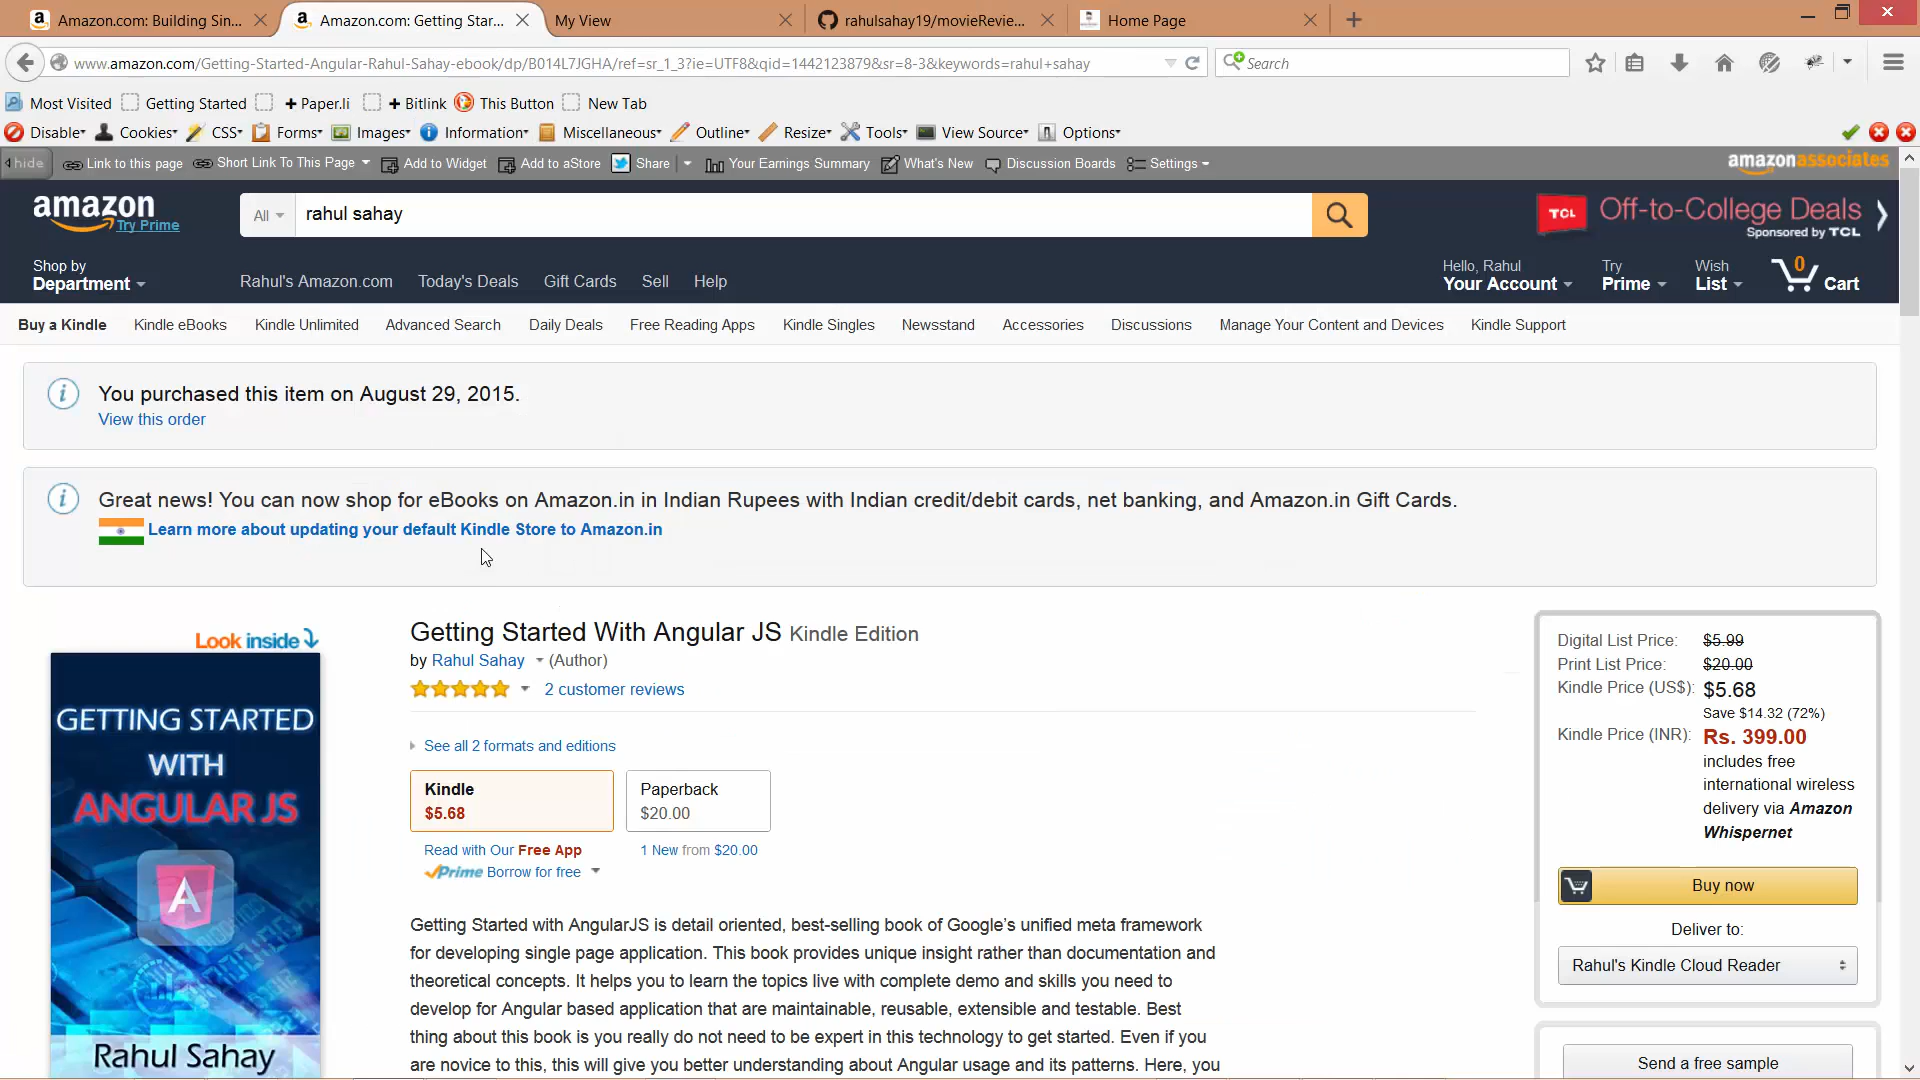 Amazon.com: Building Sin...
Amazon.com: Getting Star...
My View
rahulsahay19/movieRevie...
Home Page
www.amazon.com/Getting-Started-Angular-Rahul-Sahay-ebook/dp/B014L7JGHA/ref=sr_1_3?ie=UTF8&qid=1442123879&sr=8-3&keywords=rahul+sahay
Search
Most Visited Getting Started + Paper.li + Bitlink This Button New Tab
Disable Cookies CSS Forms Images Information Miscellaneous Outline Resize Tools View Source Options
hide Link to this page Short Link To This Page Add to Widget Add to aStore Share Your Earnings Summary What's New Discussion Boards Settings
amazonassociates
amazon
Try Prime
All rahul sahay
TCL Off-to-College Deals
Sponsored by TCL
Shop by
Department
Rahul's Amazon.com Today's Deals Gift Cards Sell Help
Hello, Rahul
Your Account
Try
Prime
Wish
List
0
Cart
Buy a Kindle Kindle eBooks Kindle Unlimited Advanced Search Daily Deals Free Reading Apps Kindle Singles Newsstand Accessories Discussions Manage Your Content and Devices Kindle Support
You purchased this item on August 29, 2015.
View this order
Great news! You can now shop for eBooks on Amazon.in in Indian Rupees with Indian credit/debit cards, net banking, and Amazon.in Gift Cards.
Learn more about updating your default Kindle Store to Amazon.in
Look inside
GETTING STARTED
WITH
ANGULAR JS
A
Rahul Sahay
Getting Started With Angular JS Kindle Edition
by Rahul Sahay (Author)
2 customer reviews
See all 2 formats and editions
Kindle
$5.68
Paperback
$20.00
Read with Our Free App
Prime Borrow for free
1 New from $20.00
Getting Started with AngularJS is detail oriented, best-selling book of Google’s unified meta framework
for developing single page application. This book provides unique insight rather than documentation and
theoretical concepts. It helps you to learn the topics live with complete demo and skills you need to
develop for Angular based application that are maintainable, reusable, extensible and testable. Best
thing about this book is you really do not need to be expert in this technology to get started. Even if you
are novice to this, this will give you better understanding about Angular usage and its patterns. Here, you
Digital List Price: $5.99
Print List Price: $20.00
Kindle Price (US$): $5.68
Save $14.32 (72%)
Kindle Price (INR): Rs. 399.00
includes free
international wireless
delivery via Amazon
Whispernet
Buy now
Deliver to:
Rahul's Kindle Cloud Reader
Send a free sample